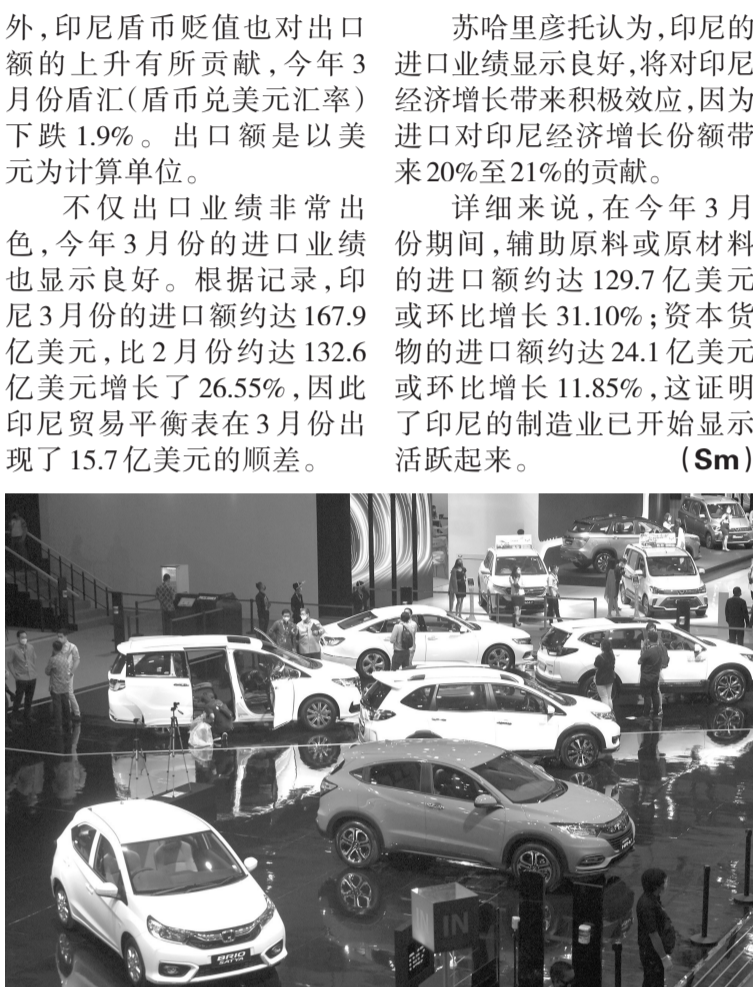 外，印尼盾币贬值也对出口
额的上升有所贡献，今年3
月份盾汇（盾币兑美元汇率）
下跌1.9%。出口额是以美
元为计算单位。
不仅出口业绩非常出
色，今年3月份的进口业绩
也显示良好。根据记录，印
尼3月份的进口额约达167.9
亿美元，比2月份约达132.6
亿美元增长了26.55%，因此
印尼贸易平衡表在3月份出
现了15.7亿美元的顺差。
苏哈里彦托认为，印尼的
进口业绩显示良好，将对印尼
经济增长带来积极效应，因为
进口对印尼经济增长份额带
来20%至21%的贡献。
详细来说，在今年3月
份期间，辅助原料或原材料
的进口额约达129.7亿美元
或环比增长31.10%；资本货
物的进口额约达24.1亿美元
或环比增长11.85%，这证明
了印尼的制造业已开始显示
活跃起来。 （Sm）
IN
BRIO
SATYA